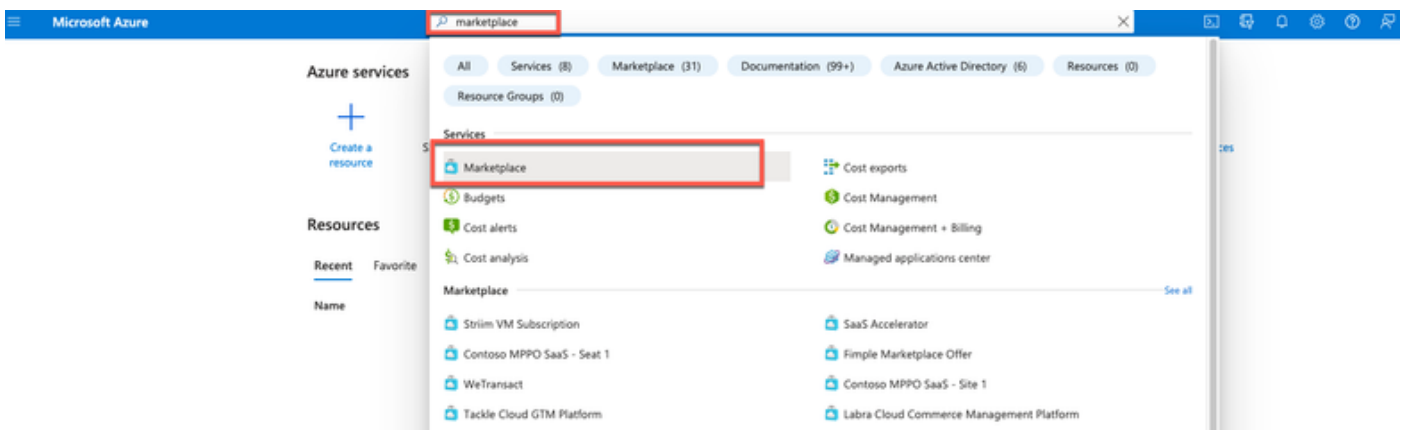 Microsoft Azure
marketplace
Azure services
All Services (8) Marketplace (31) Documentation (99+) Azure Active Directory (6) Resources (0)
Resource Groups (0)
Create a
resource
Services
Marketplace
Cost exports
Budgets
Cost Management
Cost alerts
Cost Management + Billing
Cost analysis
Managed applications center
Resources
Recent Favorite
Name
Marketplace
See all
Striim VM Subscription
SaaS Accelerator
Contoso MPPO SaaS - Seat 1
Fimple Marketplace Offer
WeTransact
Contoso MPPO SaaS - Site 1
Tackle Cloud GTM Platform
Labra Cloud Commerce Management Platform